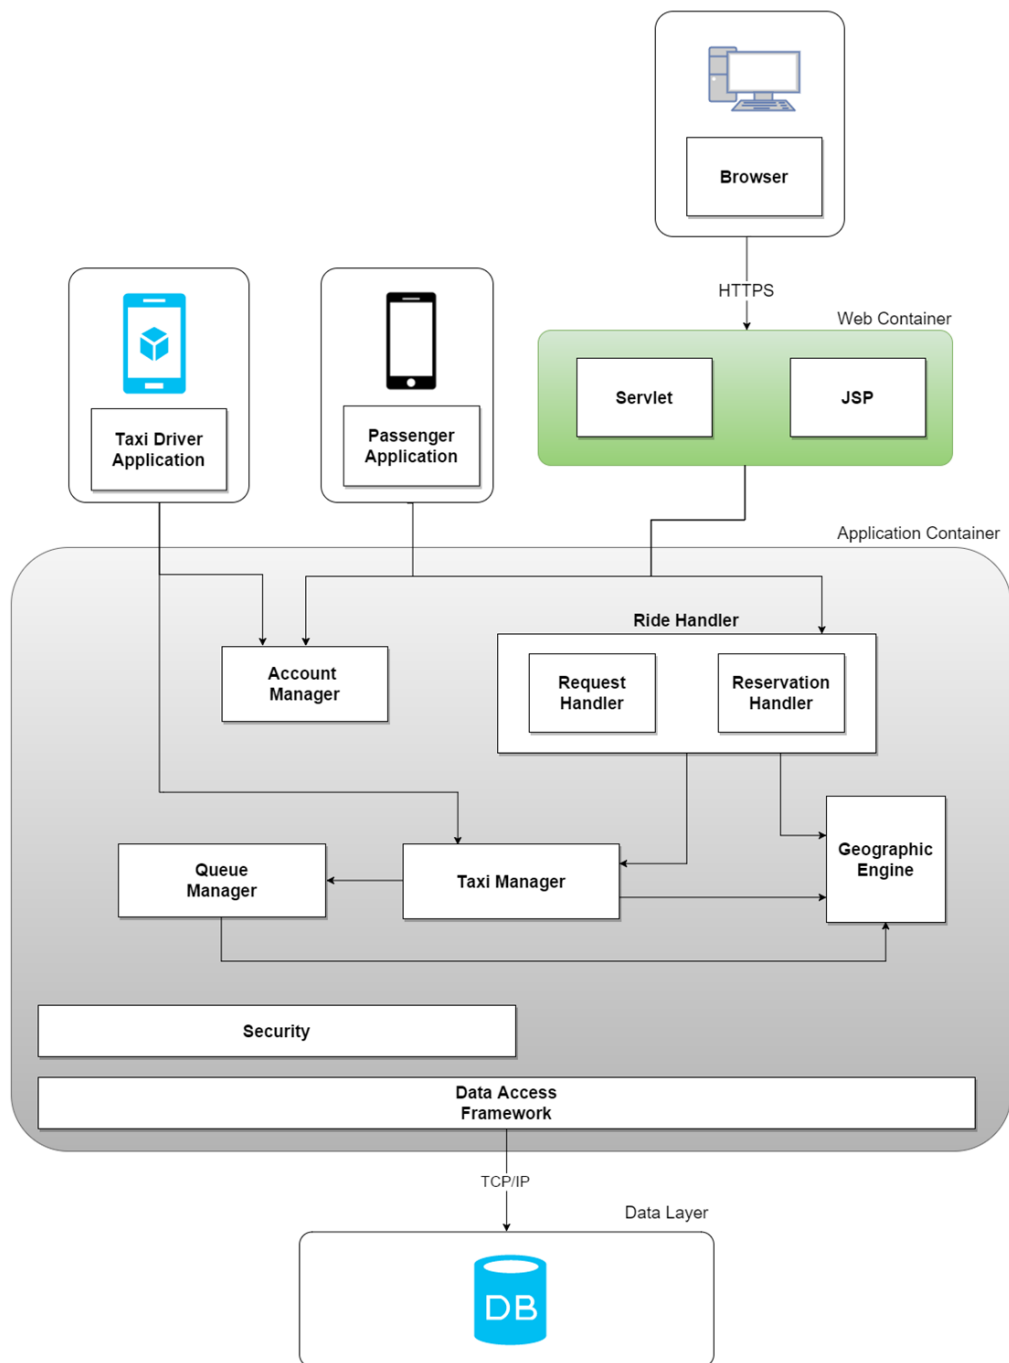 Browser
HTTPS
Web Container
Servlet
JSP
Taxi Driver
Application
Passenger
Application
Application Container
Ride Handler
Account
Manager
Request
Handler
Reservation
Handler
Queue
Manager
Taxi Manager
Geographic
Engine
Security
Data Access
Framework
TCP/IP
Data Layer
DB